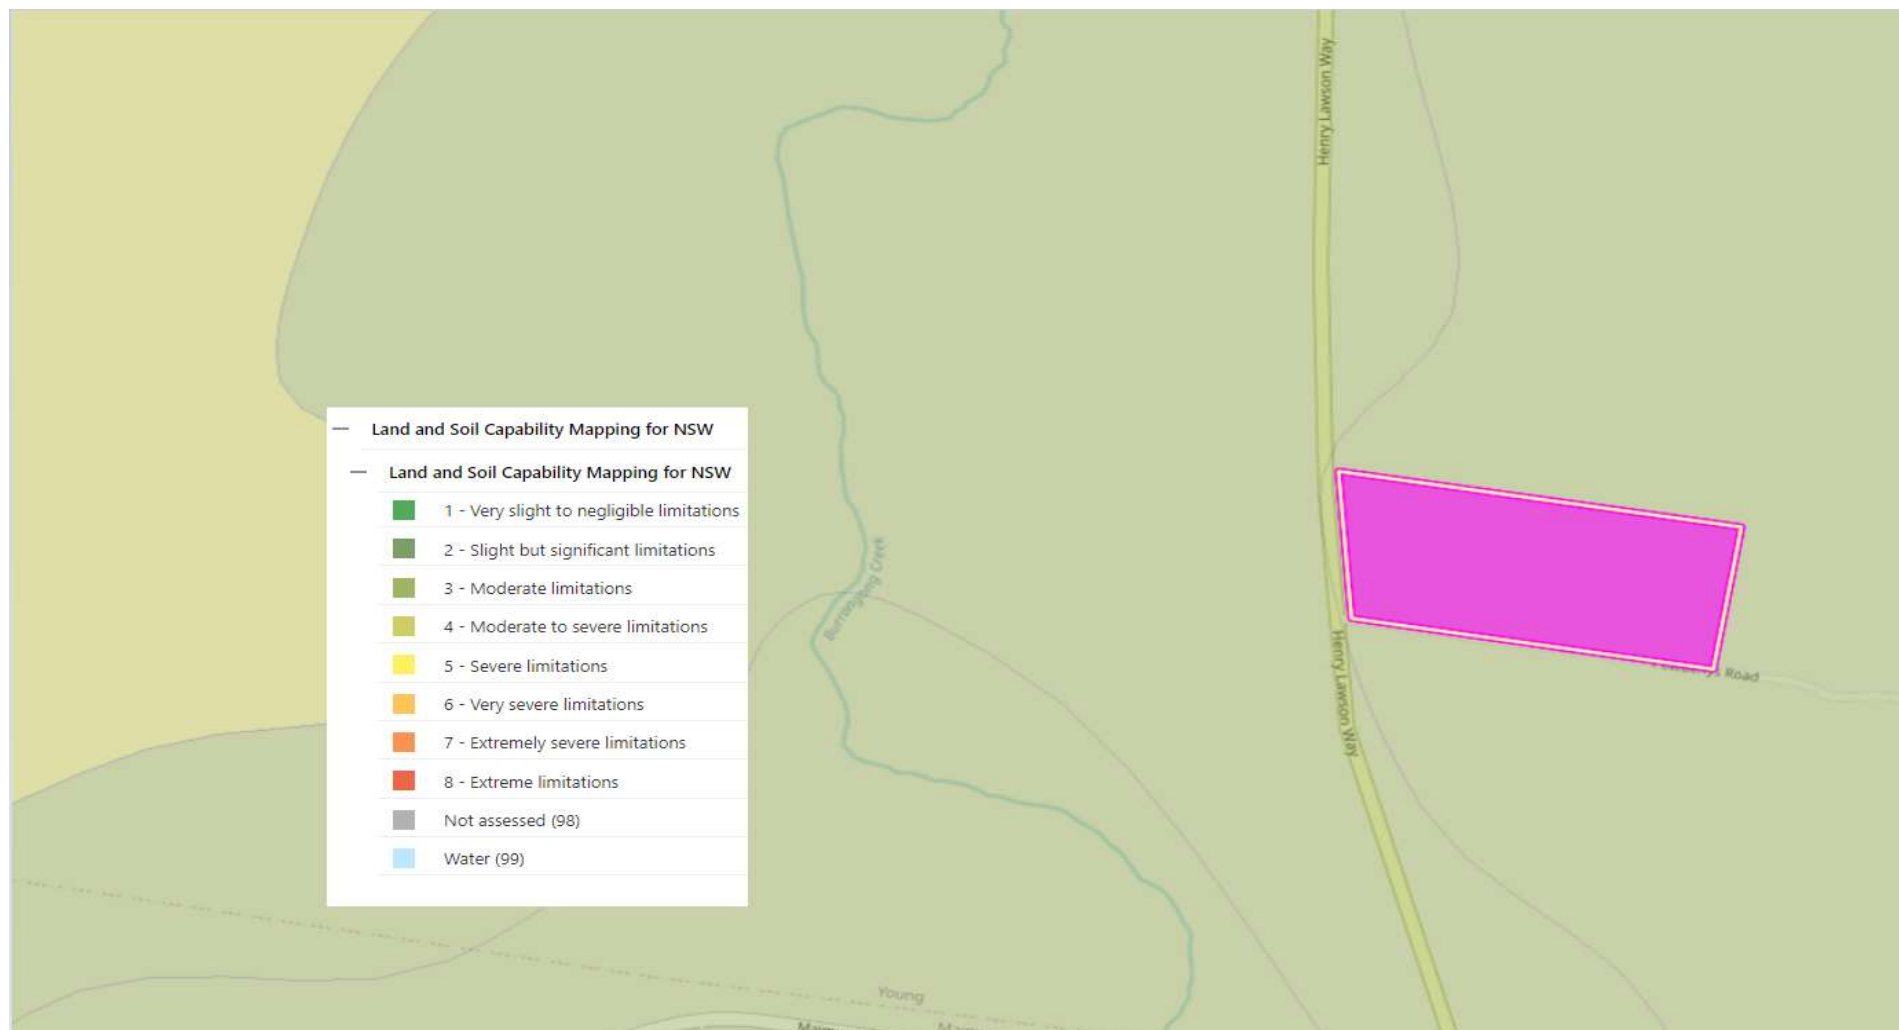 Henry Lawson Way
Land and Soil Capability Mapping for NSW
Land and Soil Capability Mapping for NSW
1 - Very slight to negligible limitations
2 - Slight but significant limitations
3 - Moderate limitations
4 - Moderate to severe limitations
5 - Severe limitations
6 - Very severe limitations
7 - Extremely severe limitations
8 - Extreme limitations
Not assessed (98)
Water (99)
Burrangong Creek
Henry Lawson Way
Road
Young